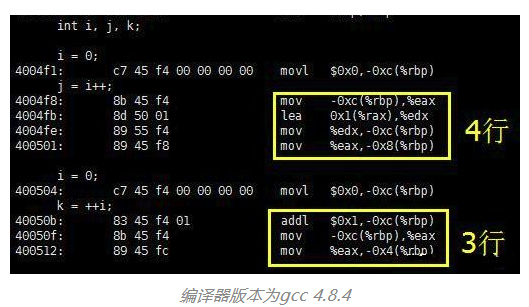 int i, j, k;
i = 0;
4004f1: c7 45 f4 00 00 00 00 movl $0x0,-0xc(%rbp)
j = i++;
4004f8: 8b 45 f4 mov -0xc(%rbp),%eax
4004fb: 8d 50 01 lea 0x1(%rax),%edx
4004fe: 89 55 f4 mov %edx,-0xc(%rbp)
400501: 89 45 f8 mov %eax,-0x8(%rbp)
4行
i = 0;
400504: c7 45 f4 00 00 00 00 movl $0x0,-0xc(%rbp)
k = ++i;
40050b: 83 45 f4 01 addl $0x1,-0xc(%rbp)
40050f: 8b 45 f4 mov -0xc(%rbp),%eax
400512: 89 45 fc mov %eax,-0x4(%rbp)
3行
编译器版本为gcc 4.8.4